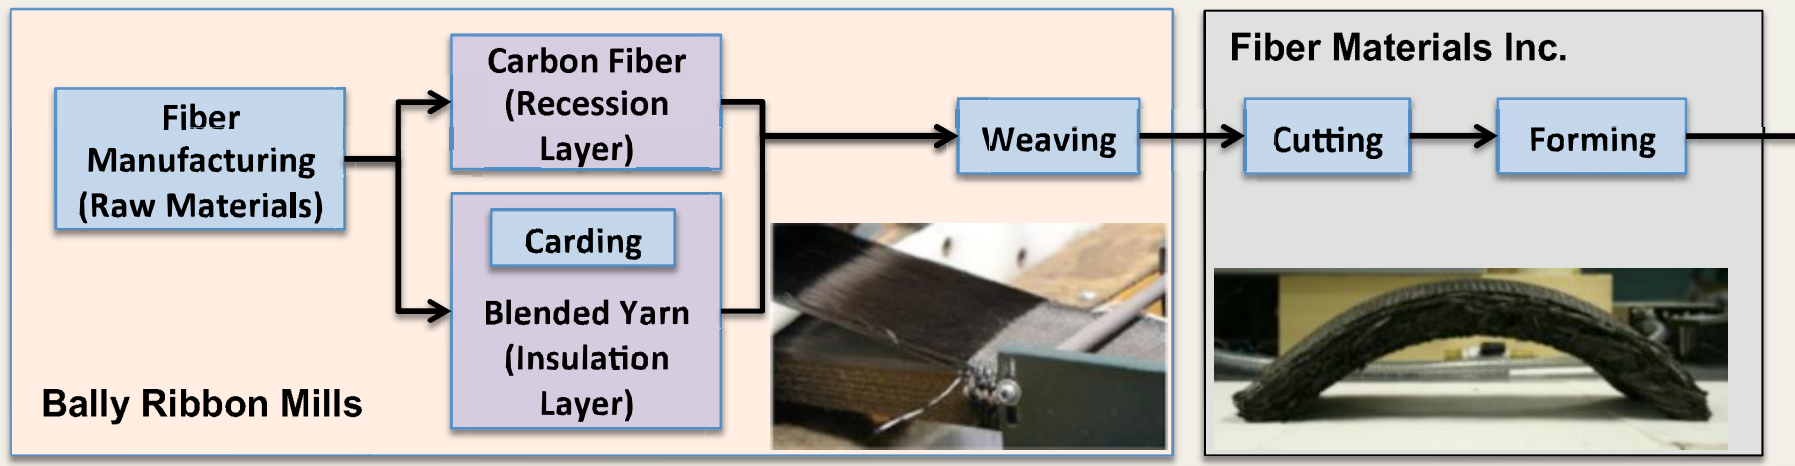 Fiber
Manufacturing
(Raw Materials)
Carbon Fiber
(Recession
Layer)
Carding
Blended Yarn
(Insulation
Layer)
Bally Ribbon Mills
Weaving
Fiber Materials Inc.
Cutting
Forming